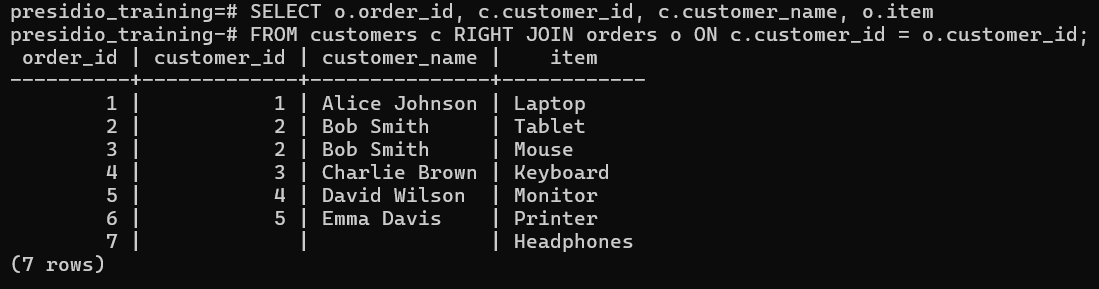 presidio_training=# SELECT o.order_id, c.customer_id, c.customer_name, o.item
presidio_training-# FROM customers c RIGHT JOIN orders o ON c.customer_id = o.customer_id;
 order_id | customer_id | customer_name |    item
----------+-------------+---------------+------------
        1 |           1 | Alice Johnson | Laptop
        2 |           2 | Bob Smith     | Tablet
        3 |           2 | Bob Smith     | Mouse
        4 |           3 | Charlie Brown | Keyboard
        5 |           4 | David Wilson  | Monitor
        6 |           5 | Emma Davis    | Printer
        7 |             |               | Headphones
(7 rows)